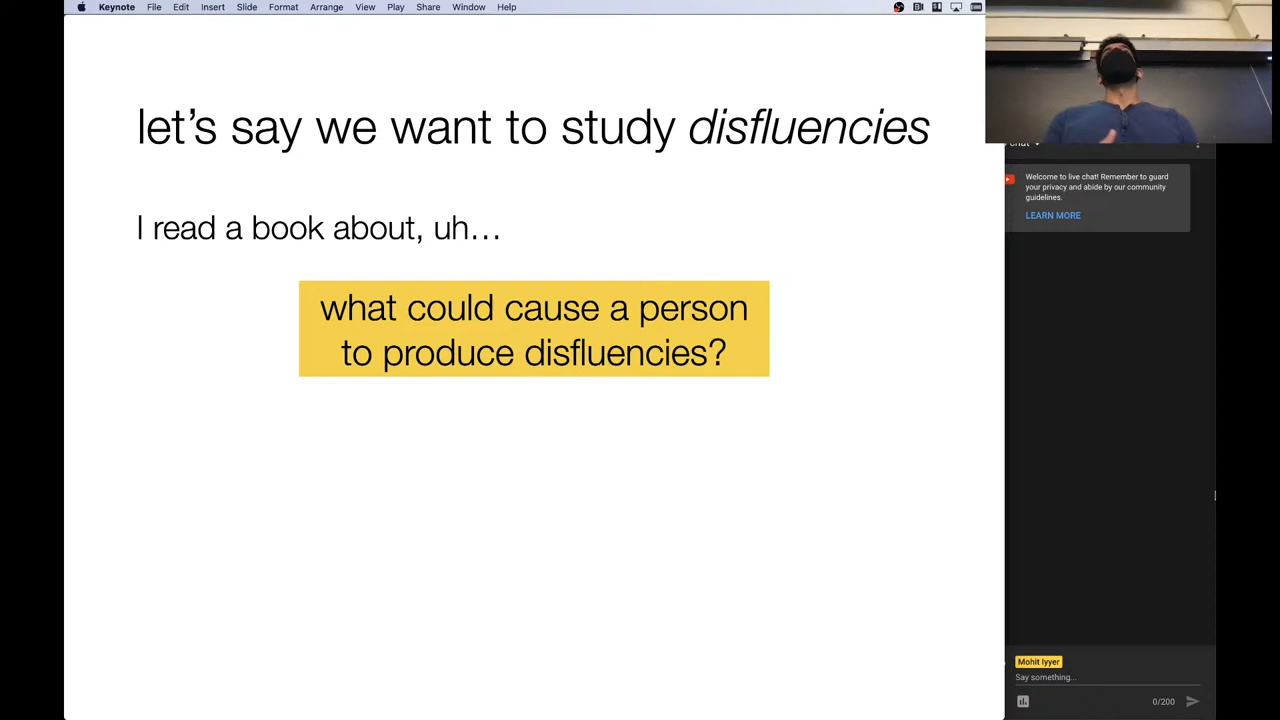 Keynote File Edit Insert Slide Format Arrange View Play Share Window Help
let's say we want to study disfluencies
I read a book about, uh...
what could cause a person
to produce disfluencies?
Welcome to live chat! Remember to guard
your privacy and abide by our community
guidelines.
LEARN MORE
Mohit Iyyer
Say something...
0/200